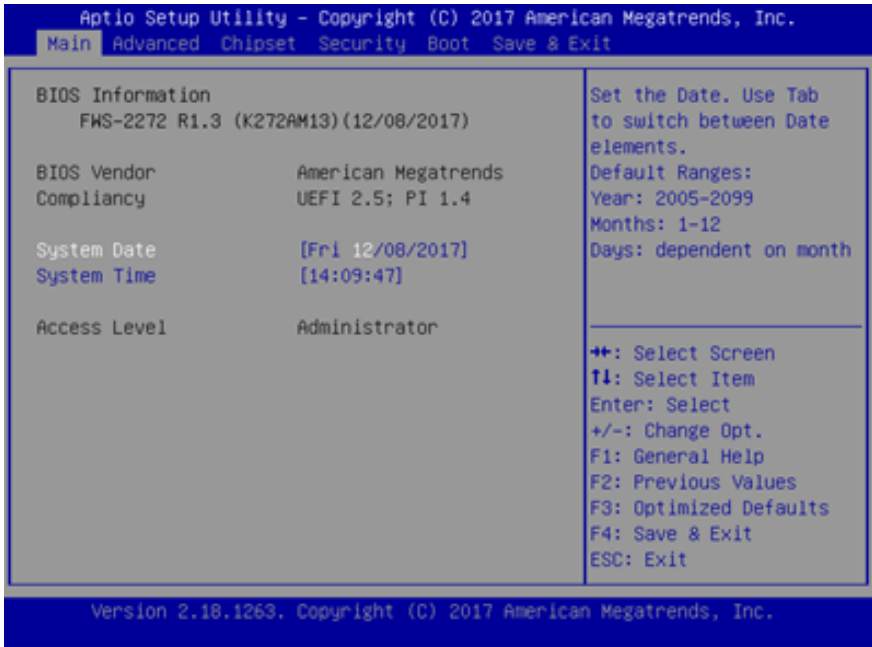 Aptio Setup Utility - Copyright (C) 2017 American Megatrends, Inc.
Main Advanced Chipset Security Boot Save & Exit
BIOS Information
FWS-2272 R1.3 (K272AM13)(12/08/2017)
BIOS Vendor American Megatrends
Compliancy UEFI 2.5; PI 1.4
System Date [Fri 12/08/2017]
System Time [14:09:47]
Access Level Administrator
Set the Date. Use Tab
to switch between Date
elements.
Default Ranges:
Year: 2005-2099
Months: 1-12
Days: dependent on month
→←: Select Screen
↑↓: Select Item
Enter: Select
+/-: Change Opt.
F1: General Help
F2: Previous Values
F3: Optimized Defaults
F4: Save & Exit
ESC: Exit
Version 2.18.1263. Copyright (C) 2017 American Megatrends, Inc.